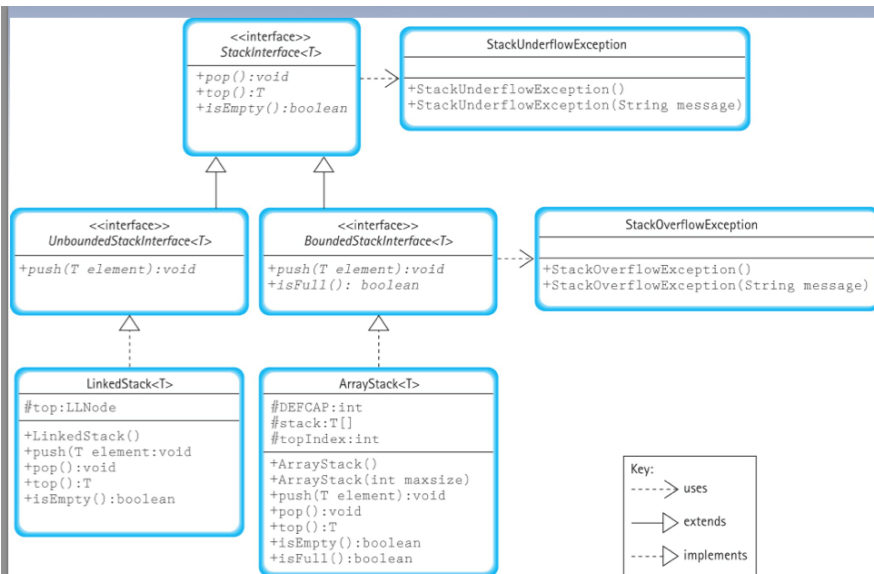 <<interface>>
StackInterface<T>
+pop():void
+top():T
+isEmpty():boolean
StackUnderflowException
+StackUnderflowException()
+StackUnderflowException(String message)
<<interface>>
UnboundedStackInterface<T>
+push(T element):void
<<interface>>
BoundedStackInterface<T>
+push(T element):void
+isFull(): boolean
StackOverflowException
+StackOverflowException()
+StackOverflowException(String message)
LinkedStack<T>
#top:LLNode
+LinkedStack()
+push(T element:void
+pop():void
+top():T
+isEmpty():boolean
ArrayStack<T>
#DEFCAP:int
#stack:T[]
#topIndex:int
+ArrayStack()
+ArrayStack(int maxsize)
+push(T element):void
+pop():void
+top():T
+isEmpty():boolean
+isFull():boolean
Key:
uses
extends
implements